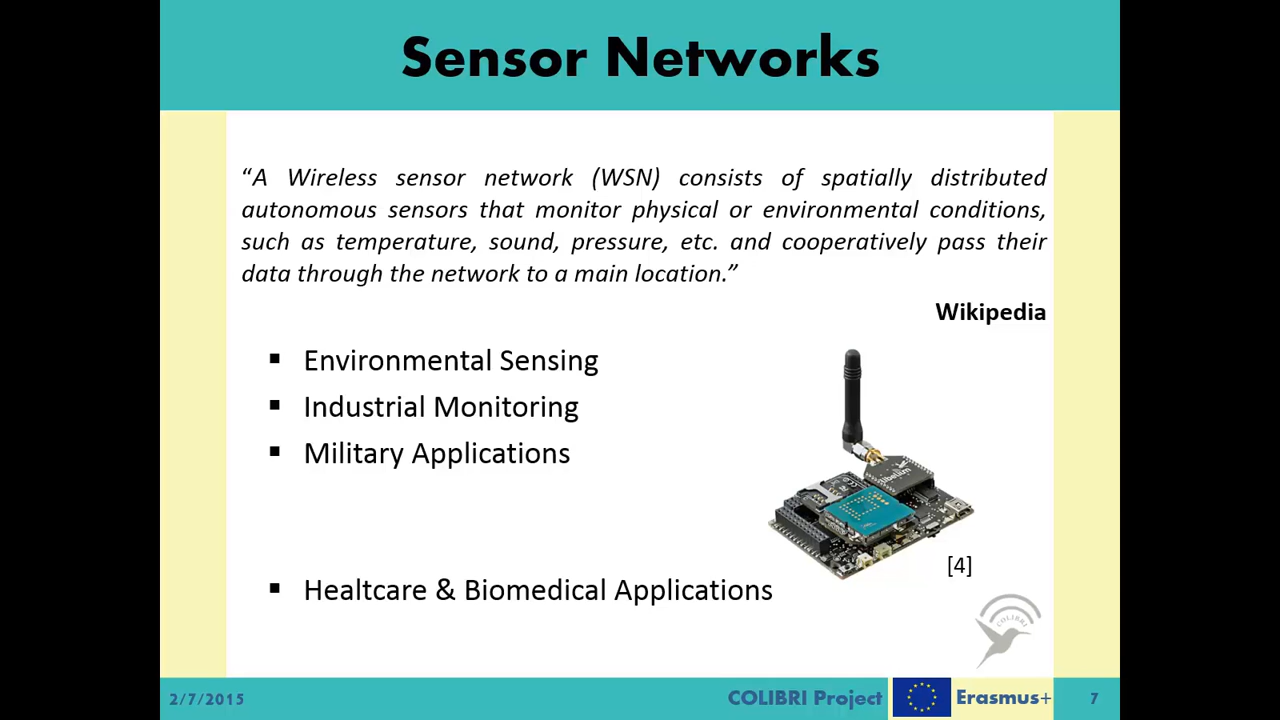 Sensor Networks
“A Wireless sensor network (WSN) consists of spatially distributed
autonomous sensors that monitor physical or environmental conditions,
such as temperature, sound, pressure, etc. and cooperatively pass their
data through the network to a main location.”
Wikipedia
▪ Environmental Sensing
▪ Industrial Monitoring
▪ Military Applications
libelium
[4]
▪ Healtcare & Biomedical Applications
COLIBRI
2/7/2015
COLIBRI Project
Erasmus+
7